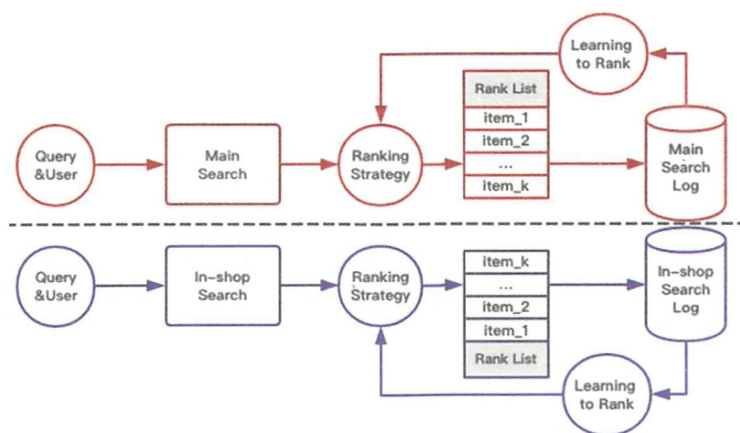 Learning
to Rank
Rank List
item_1
item_2
...
item_k
Query
&User
Main
Search
Ranking
Strategy
Main
Search
Log
Query
&User
In-shop
Search
Ranking
Strategy
item_k
...
item_2
item_1
Rank List
In-shop
Search
Log
Learning
to Rank